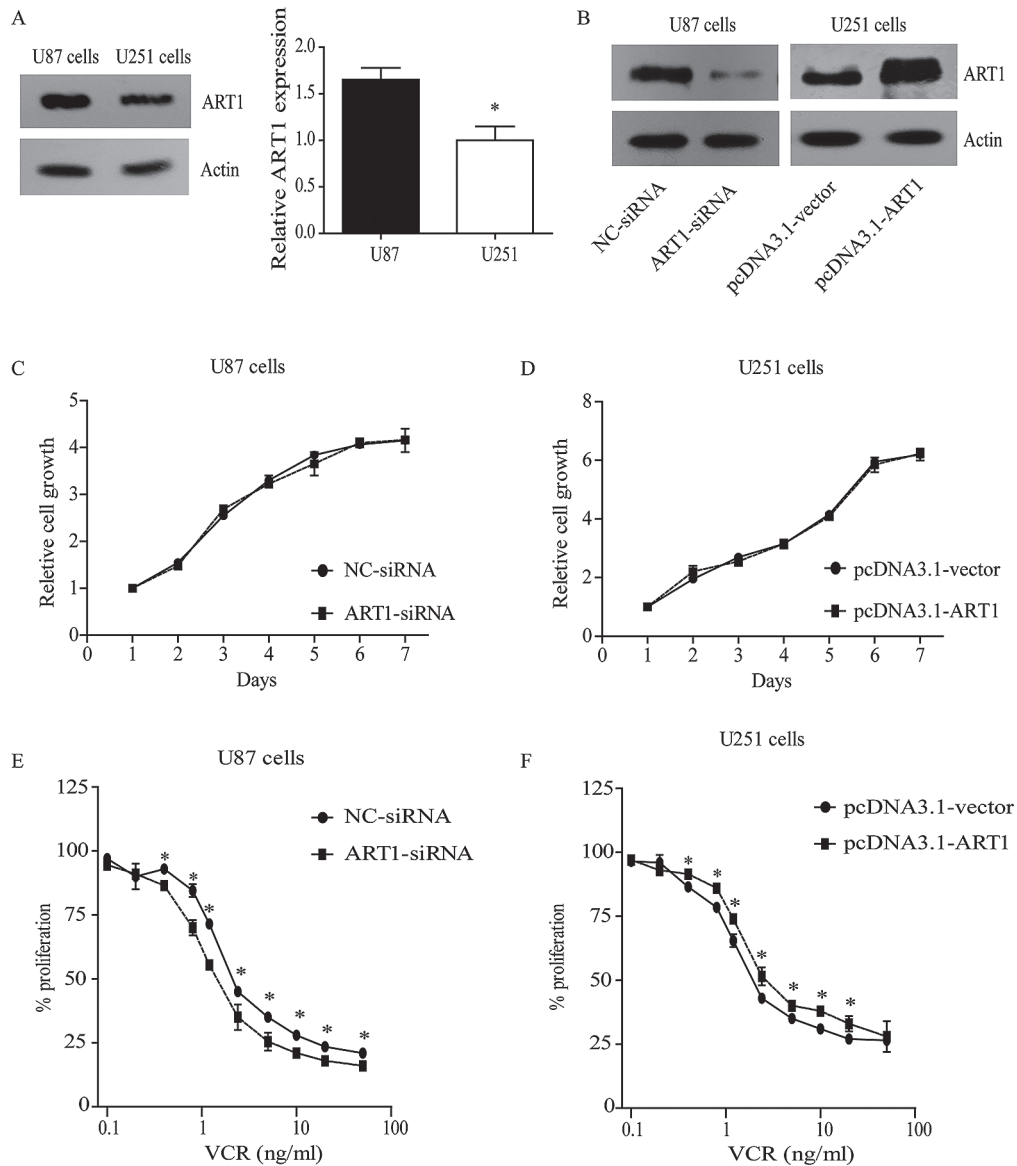 A
U87 cells U251 cells
ART1
Actin
Relative ART1 expression
2.0
1.5
1.0
0.5
0.0
*
U87 U251
B
U87 cells U251 cells
ART1
Actin
NC-siRNA
ART1-siRNA
pcDNA3.1-vector
pcDNA3.1-ART1
C
U87 cells
Reletive cell growth
5
4
3
2
1
0
NC-siRNA
ART1-siRNA
0 1 2 3 4 5 6 7
Days
D
U251 cells
Reletive cell growth
8
6
4
2
0
pcDNA3.1-vector
pcDNA3.1-ART1
0 1 2 3 4 5 6 7
Days
E
U87 cells
% proliferation
125
100
75
50
25
0
NC-siRNA
ART1-siRNA
* * * * * * * *
0.1 1 10 100
VCR (ng/ml)
F
U251 cells
% proliferation
125
100
75
50
25
0
pcDNA3.1-vector
pcDNA3.1-ART1
* * * * * * *
0.1 1 10 100
VCR (ng/ml)